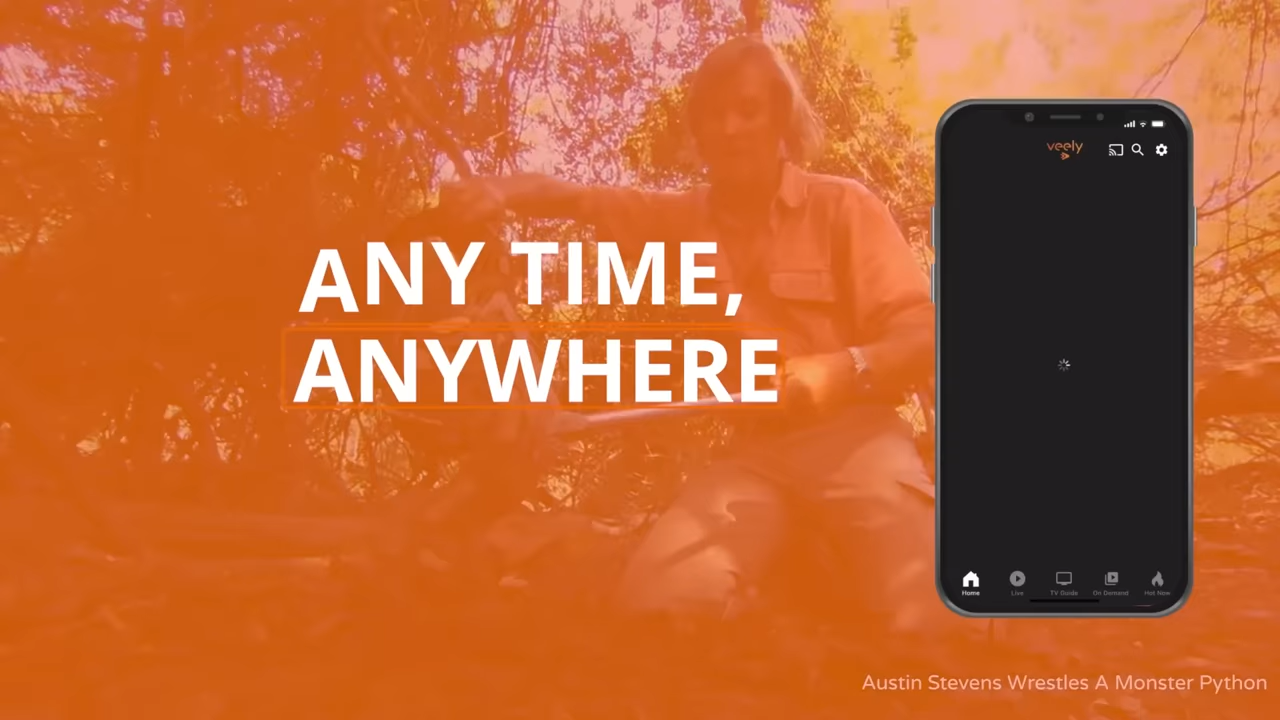 ANY TIME,
ANYWHERE
veely
Home
Live
TV Guide
On Demand
Hot Now
Austin Stevens Wrestles A Monster Python